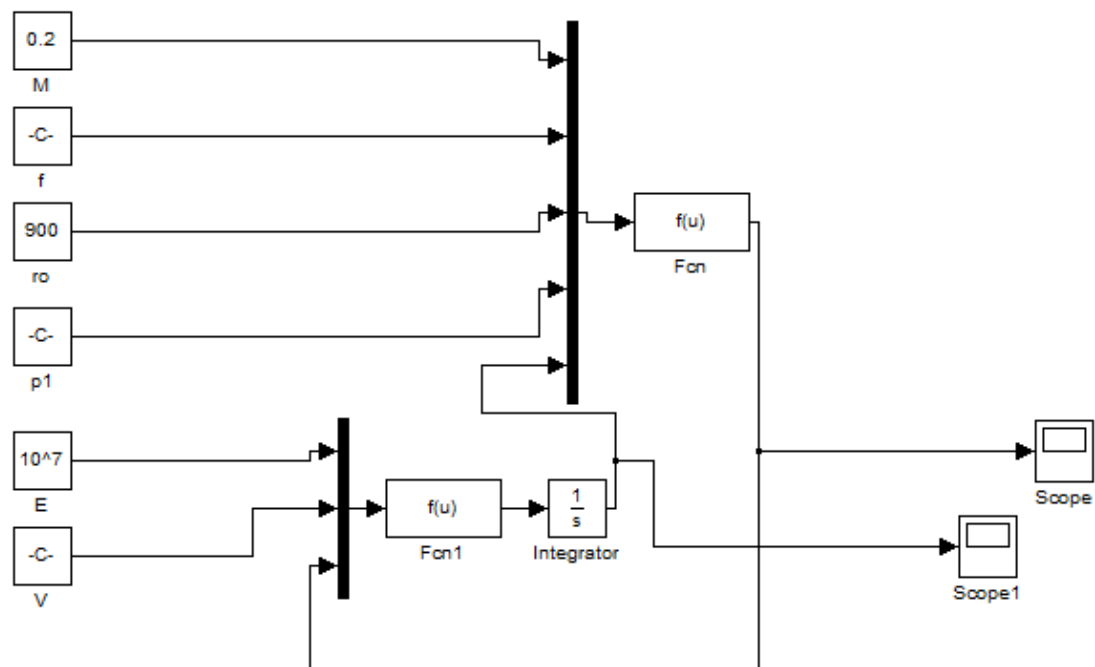 0.2
M
-C-
f
900
ro
-C-
p1
10^7
E
-C-
V
f(u)
Fcn
f(u)
Fcn1
1
s
Integrator
Scope
Scope1